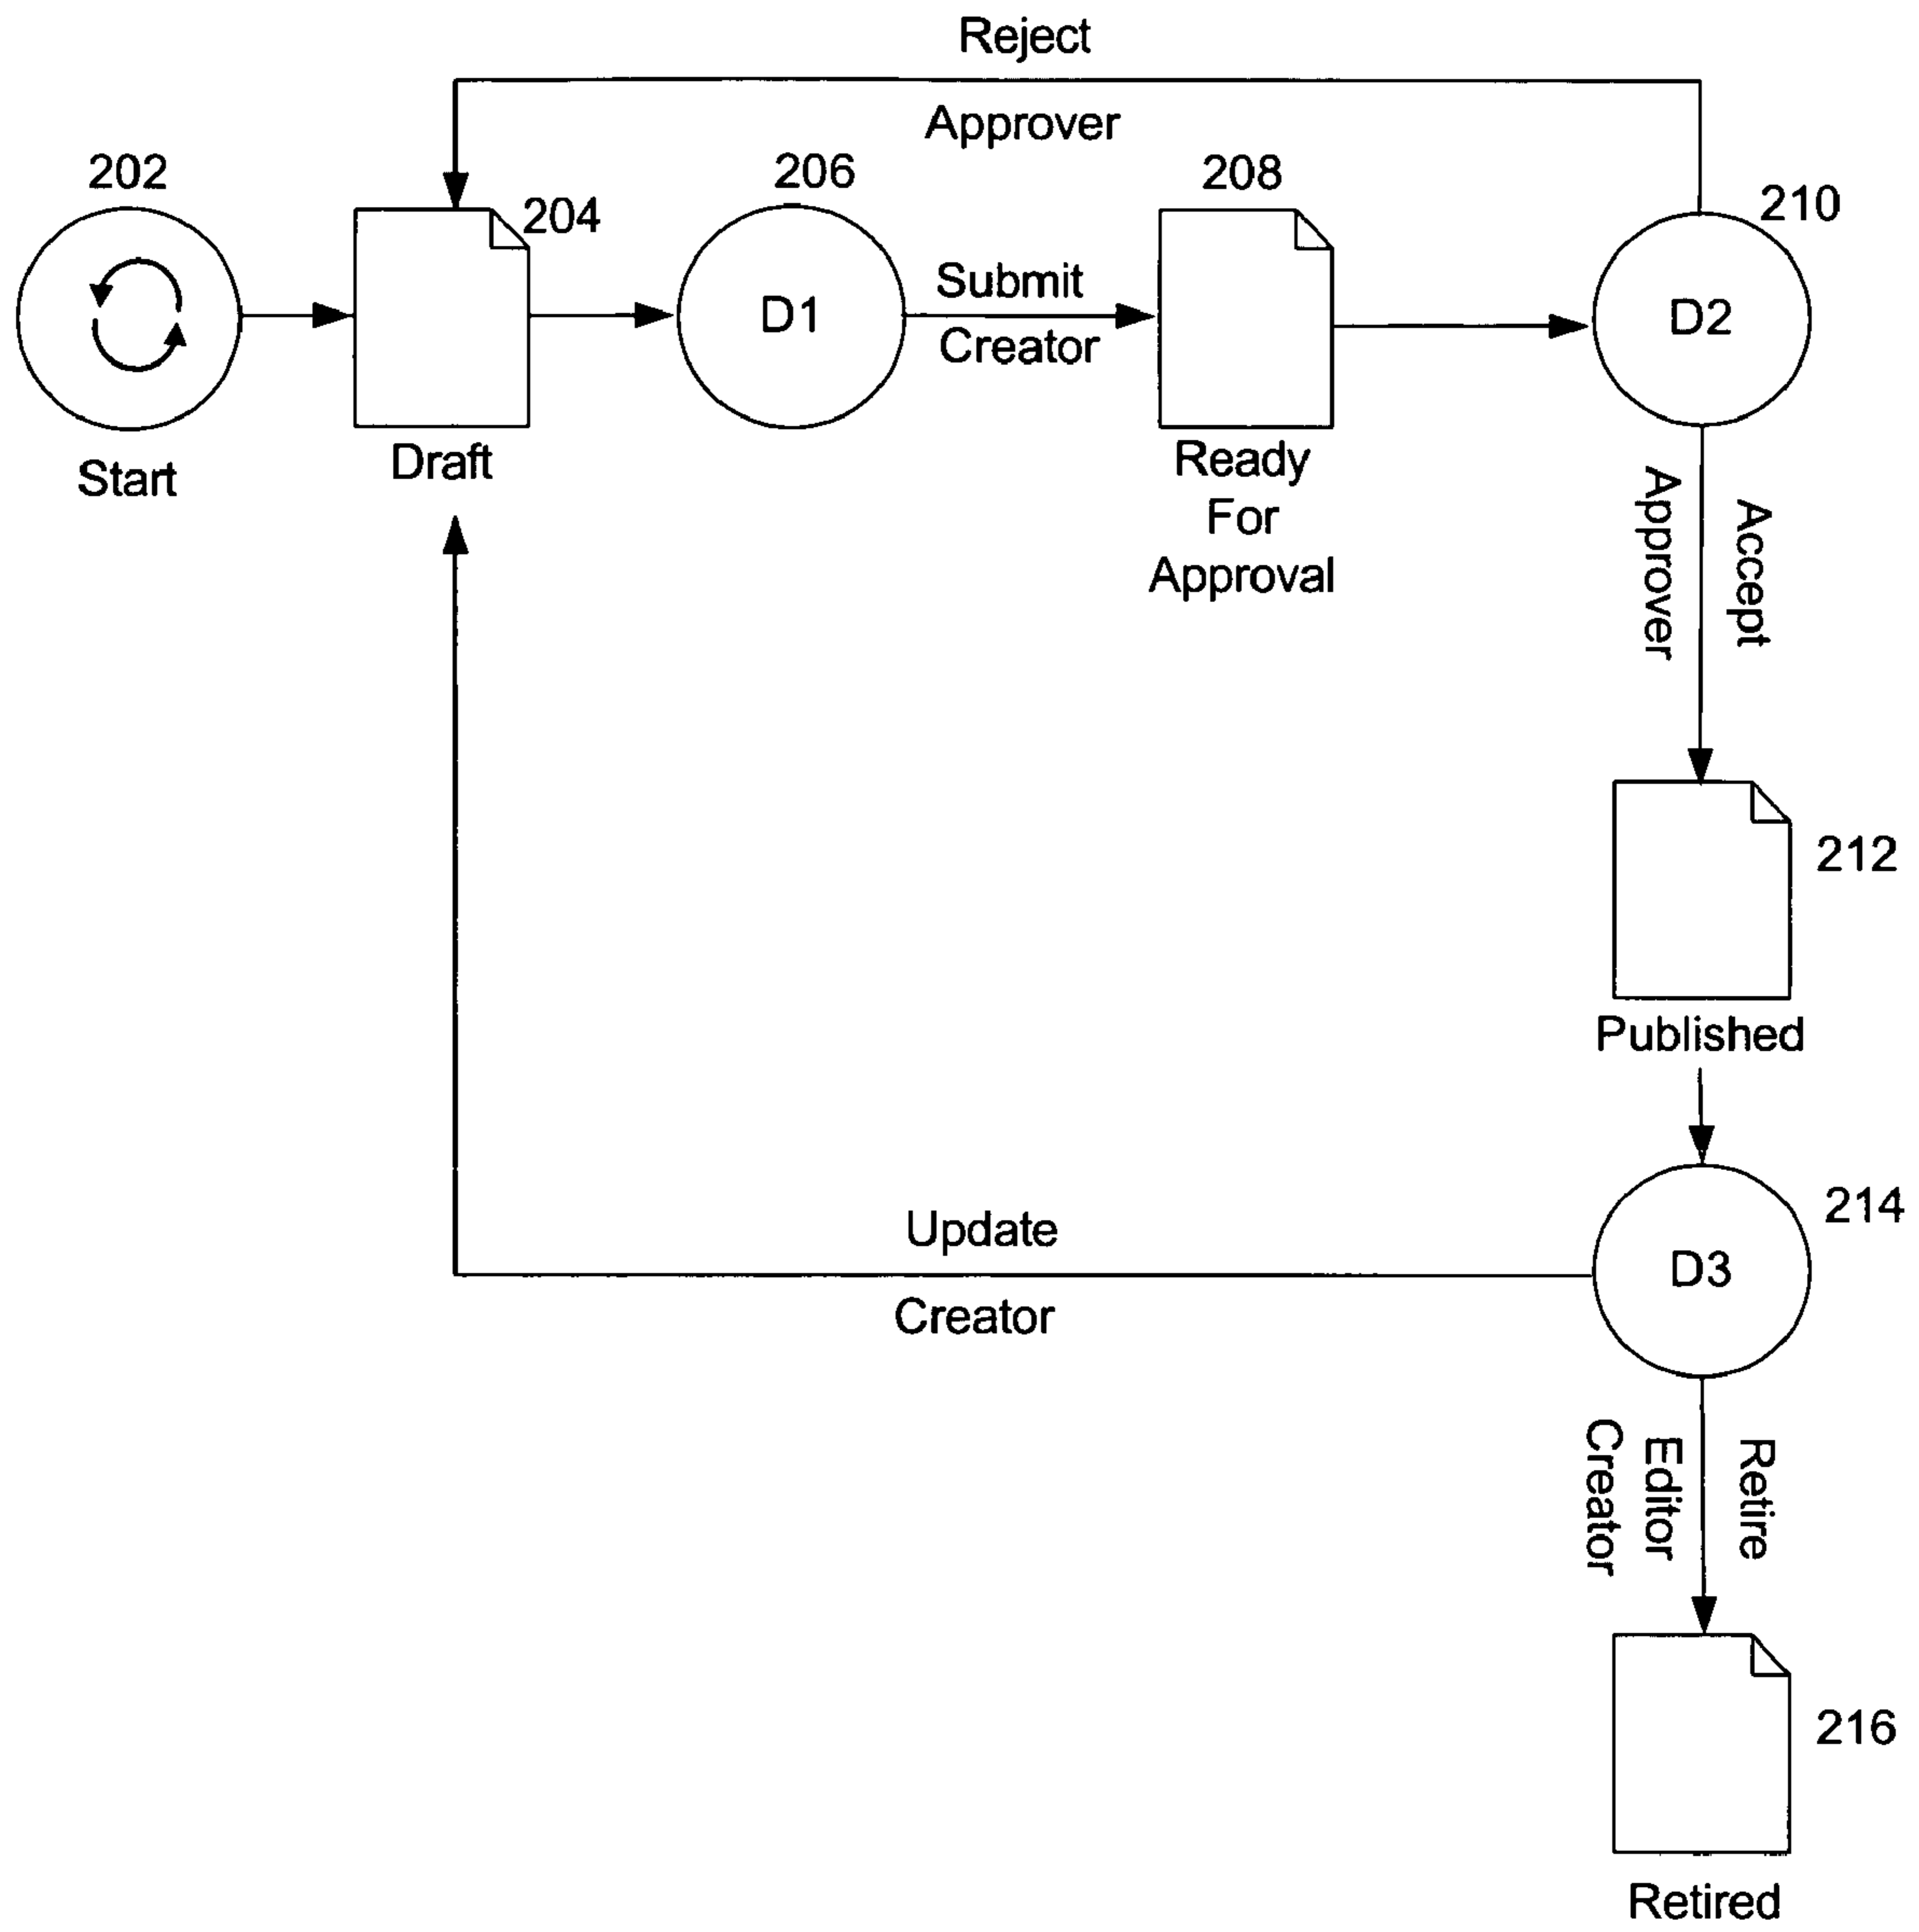 Reject
Approver
202
204
206
208
210
D1
Submit
Creator
D2
Start
Draft
Ready
For
Approval
Accept
Approver
212
Published
214
D3
Update
Creator
Retire
Editor
Creator
216
Retired